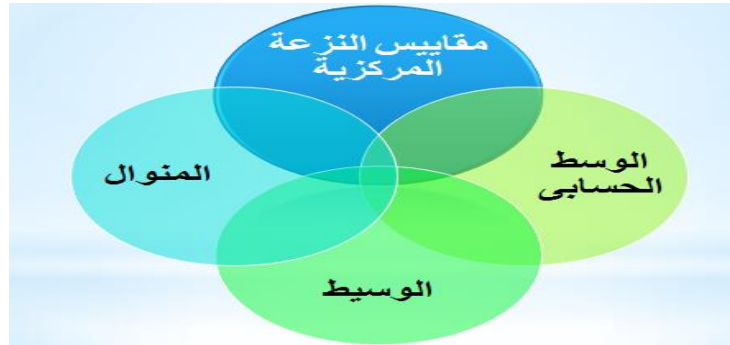 مقاييس النزعة
المركزية
الوسط
الحسابى
المنوال
الوسيط